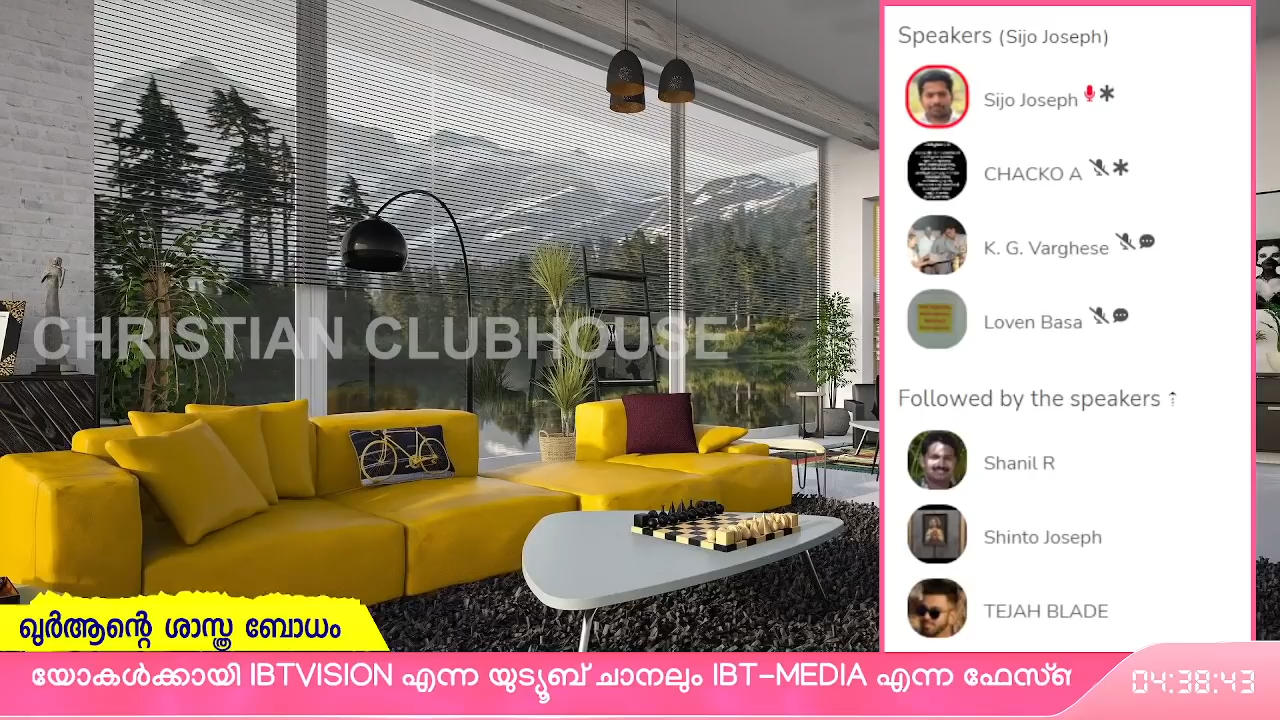 Speakers (Sijo Joseph)
Sijo Joseph
CHACKO A
K. G. Varghese
Loven Basa
Followed by the speakers
Shanil R
Shinto Joseph
TEJAH BLADE
CHRISTIAN CLUBHOUSE
ഖുർആന്റെ ശാസ്ത്ര ബോധം
യോകൾക്കായി IBTVISION എന്ന യുട്യൂബ് ചാനലും IBT-MEDIA എന്ന ഫേസ്ബ
04:38:43